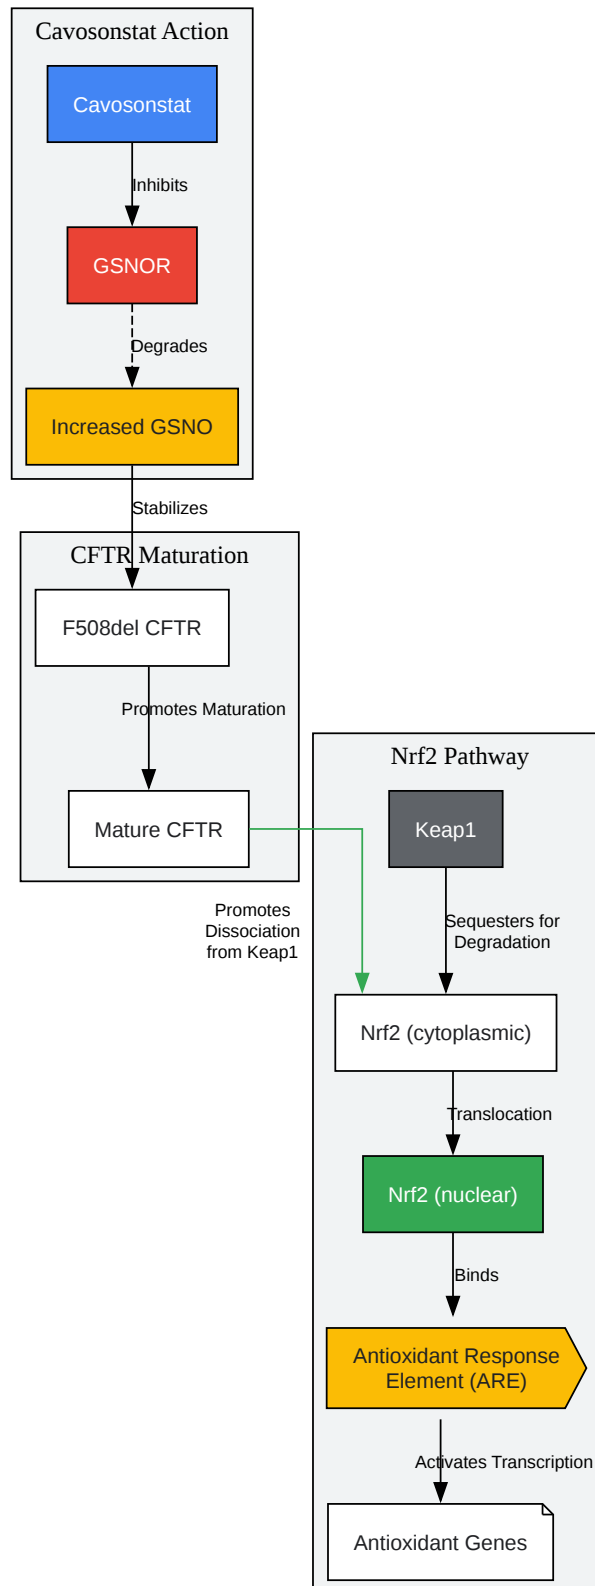 Cavosonstat Action
Cavosonstat
Inhibits
GSNOR
Degrades
Increased GSNO
Stabilizes
CFTR Maturation
F508del CFTR
Promotes Maturation
Mature CFTR
Nrf2 Pathway
Keap1
Promotes
Dissociation
from Keap1
Sequesters for
Degradation
Nrf2 (cytoplasmic)
Translocation
Nrf2 (nuclear)
Binds
Antioxidant Response
Element (ARE)
Activates Transcription
Antioxidant Genes